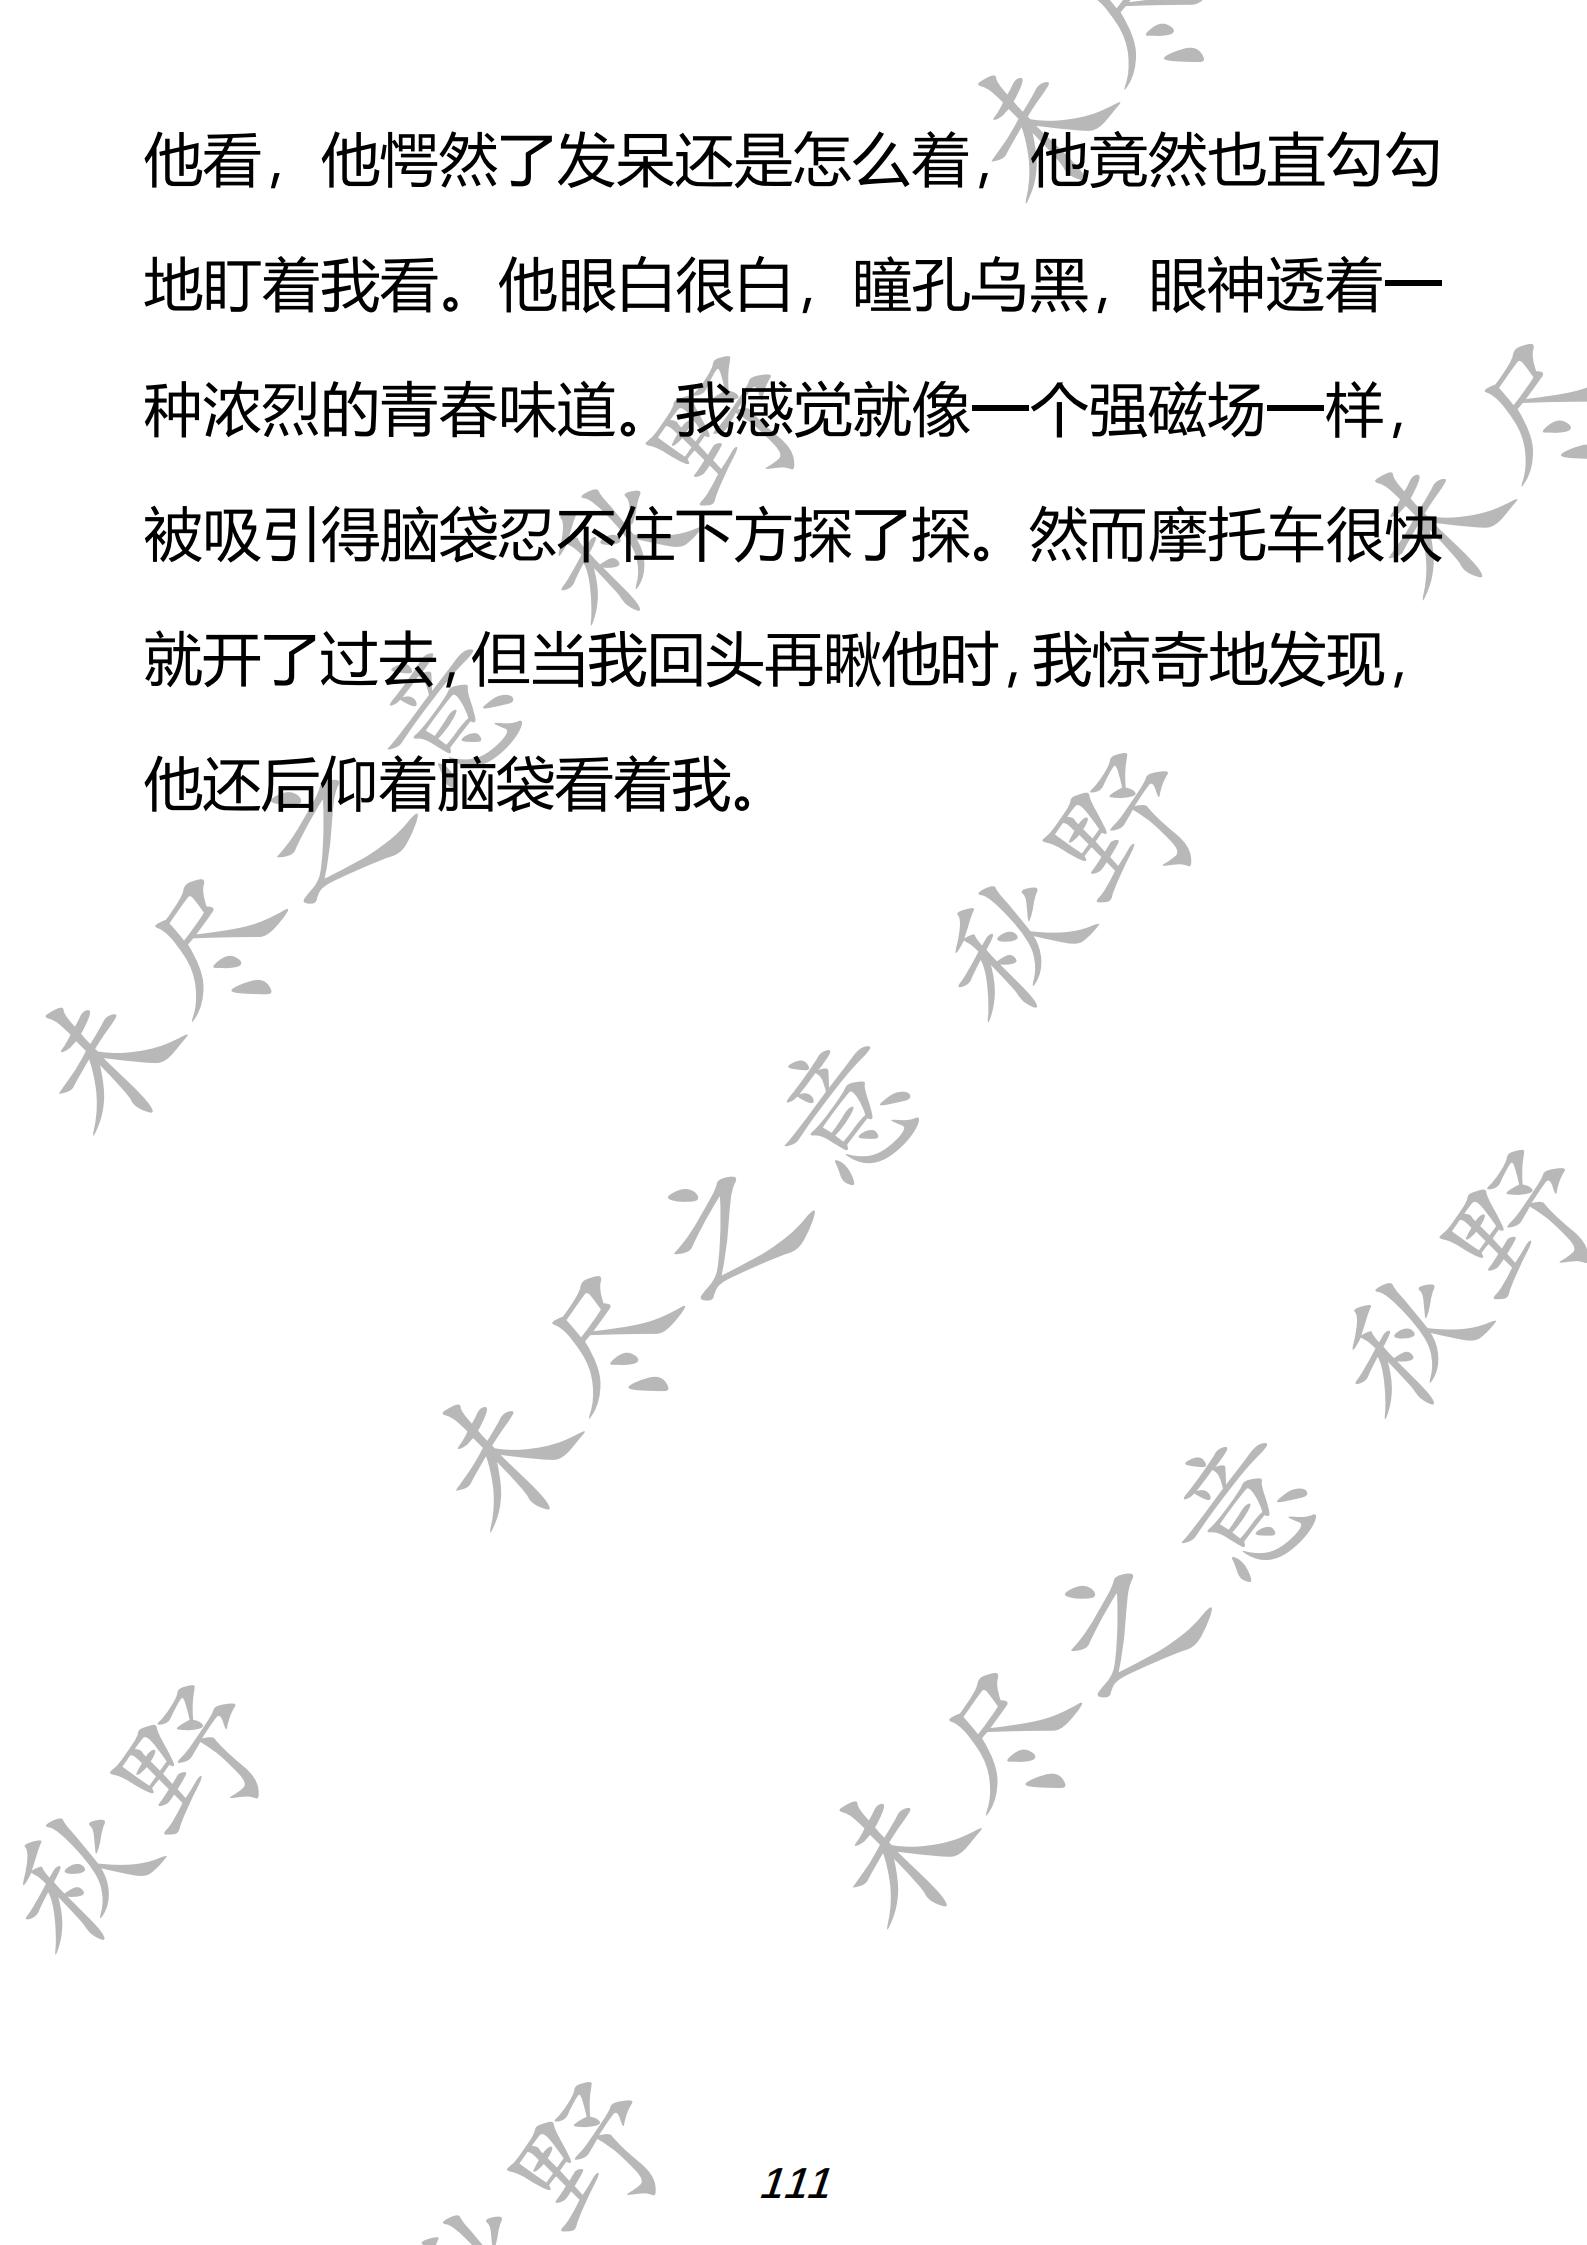 他看，他愕然了发呆还是怎么着，他竟然也直勾勾
地盯着我看。他眼白很白，瞳孔乌黑，眼神透着一
种浓烈的青春味道。我感觉就像一个强磁场一样，
被吸引得脑袋忍不住下方探了探。然而摩托车很快
就开了过去，但当我回头再瞅他时，我惊奇地发现，
他还后仰着脑袋看着我。
未尽之意 秋野
未尽之意 秋野
未尽之意 秋野
未尽
未尽
秋野
秋野
111